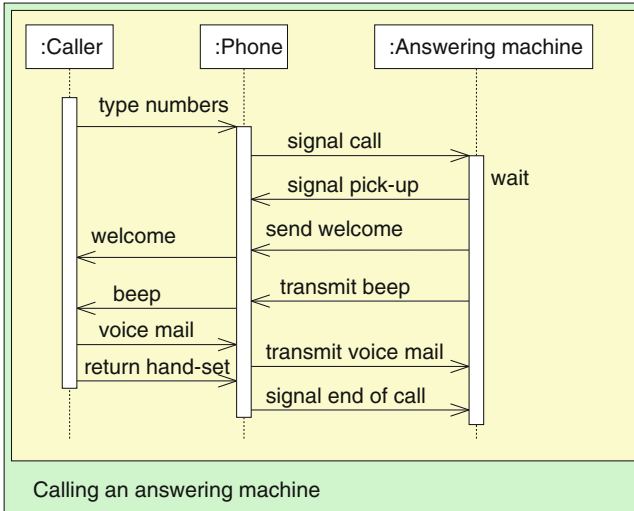 :Caller
:Phone
:Answering machine
type numbers
signal call
wait
signal pick-up
send welcome
welcome
transmit beep
beep
voice mail
transmit voice mail
return hand-set
signal end of call
Calling an answering machine